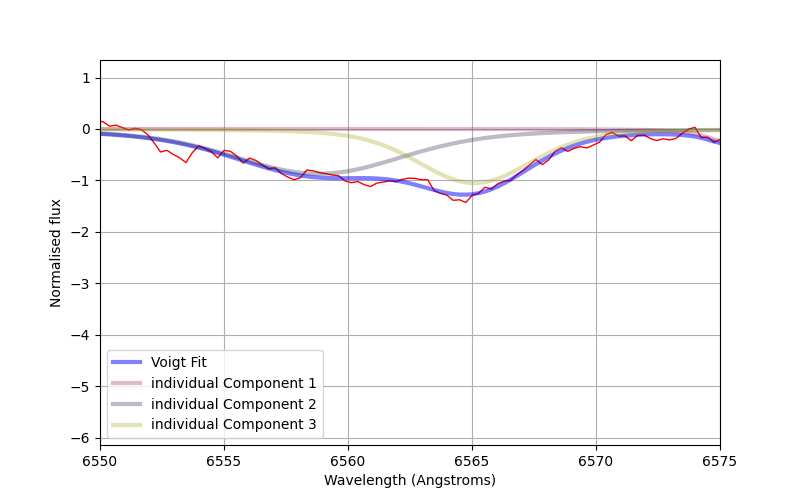 1
0
−1
−2
−3
−4
−5
−6
Normalised flux
Voigt Fit
individual Component 1
individual Component 2
individual Component 3
6550 6555 6560 6565 6570 6575
Wavelength (Angstroms)